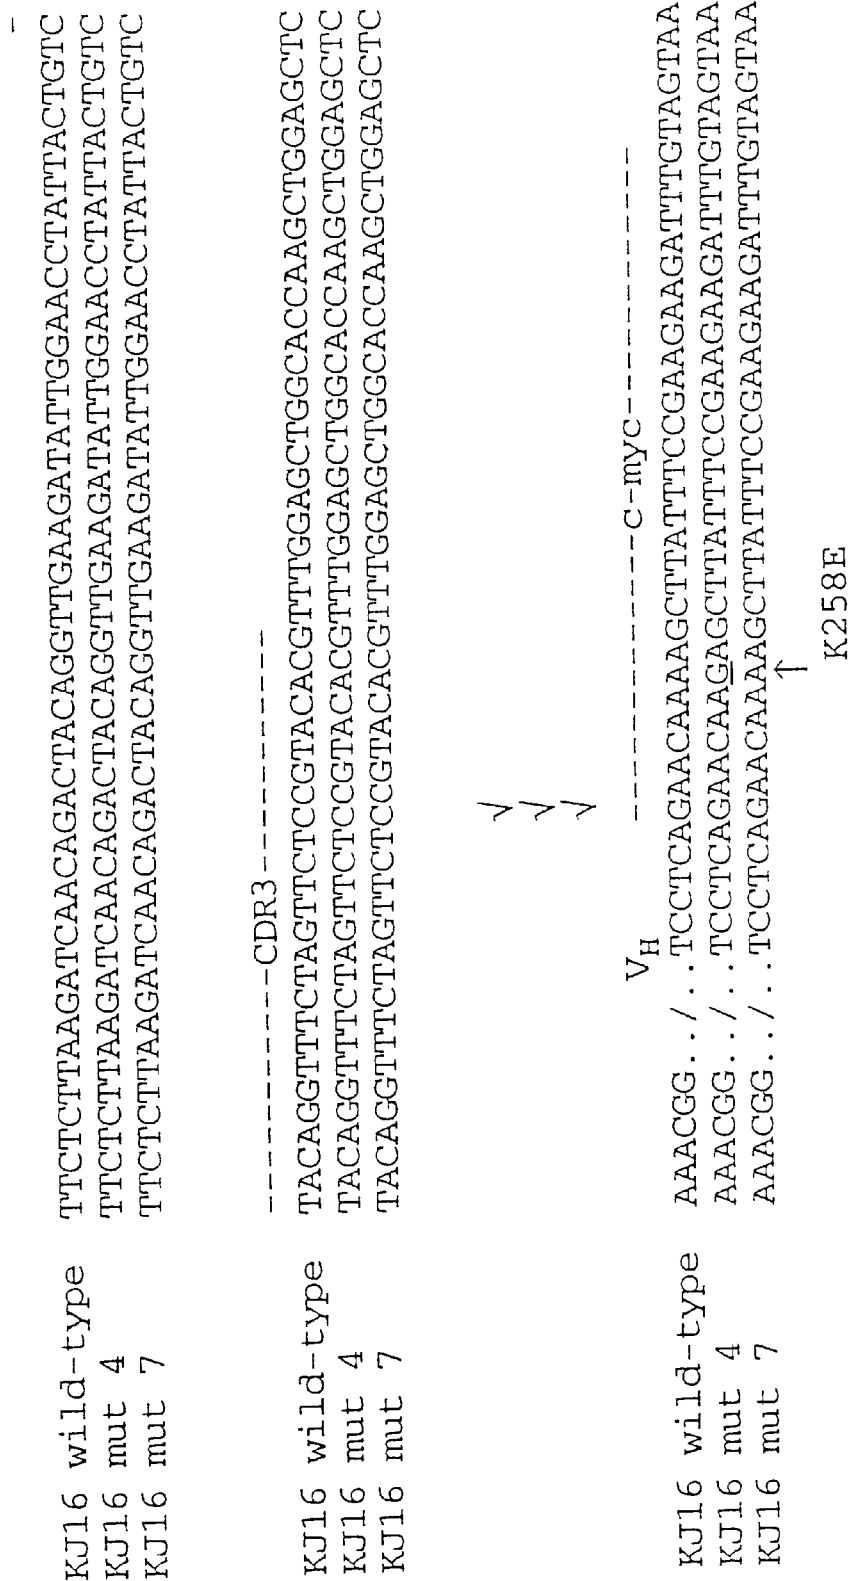 -
KJ16 wild-type TTCTCTTAAGATCAACAGACTACAGGTTGAAGATATTGGAACCTATTACTGTC
KJ16 mut 4 TTCTCTTAAGATCAACAGACTACAGGTTGAAGATATTGGAACCTATTACTGTC
KJ16 mut 7 TTCTCTTAAGATCAACAGACTACAGGTTGAAGATATTGGAACCTATTACTGTC
----------CDR3----------
KJ16 wild-type TACAGGTTTCTAGTTCTCCGTACACGTTTGGAGCTGGCACCAAGCTGGAGCTC
KJ16 mut 4 TACAGGTTTCTAGTTCTCCGTACACGTTTGGAGCTGGCACCAAGCTGGAGCTC
KJ16 mut 7 TACAGGTTTCTAGTTCTCCGTACACGTTTGGAGCTGGCACCAAGCTGGAGCTC
VH ------------c-myc------------
KJ16 wild-type AAACGG../..TCCTCAGAACAAAAGCTTATTTCCGAAGAAGATTTGTAGTAA
KJ16 mut 4 AAACGG../..TCCTCAGAACAAGAGCTTATTTCCGAAGAAGATTTGTAGTAA
KJ16 mut 7 AAACGG../..TCCTCAGAACAAAAGCTTATTTCCGAAGAAGATTTGTAGTAA
↑
K258E